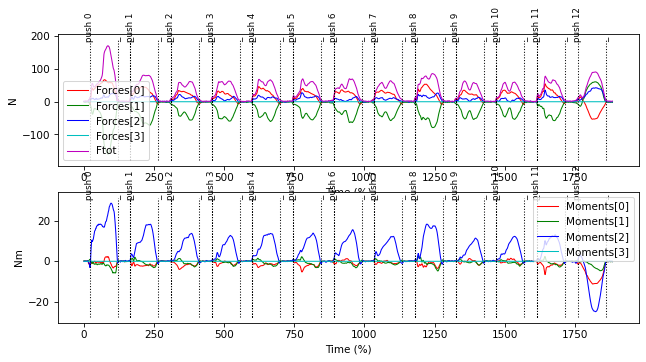 push 0 push 1 push 2 push 3 push 4 push 5 push 6 push 7 push 8 push 9 push 10 push 11 push 12
200
100
0
−100
N
Forces[0]
Forces[1]
Forces[2]
Forces[3]
Ftot
0 250 500 750 1000 1250 1500 1750
Time (%)
push 0 push 1 push 2 push 3 push 4 push 5 push 6 push 7 push 8 push 9 push 10 push 11 push 12
20
0
−20
Nm
Moments[0]
Moments[1]
Moments[2]
Moments[3]
0 250 500 750 1000 1250 1500 1750
Time (%)